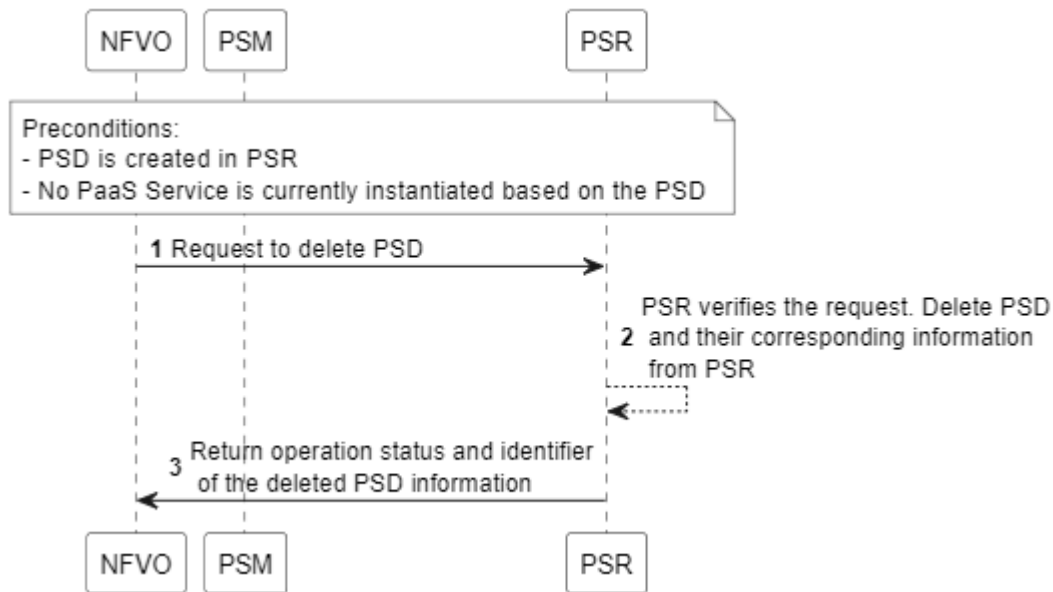 NFVO PSM PSR
Preconditions:
- PSD is created in PSR
- No PaaS Service is currently instantiated based on the PSD
1 Request to delete PSD
PSR verifies the request. Delete PSD
2 and their corresponding information
from PSR
Return operation status and identifier
3 of the deleted PSD information
NFVO PSM PSR